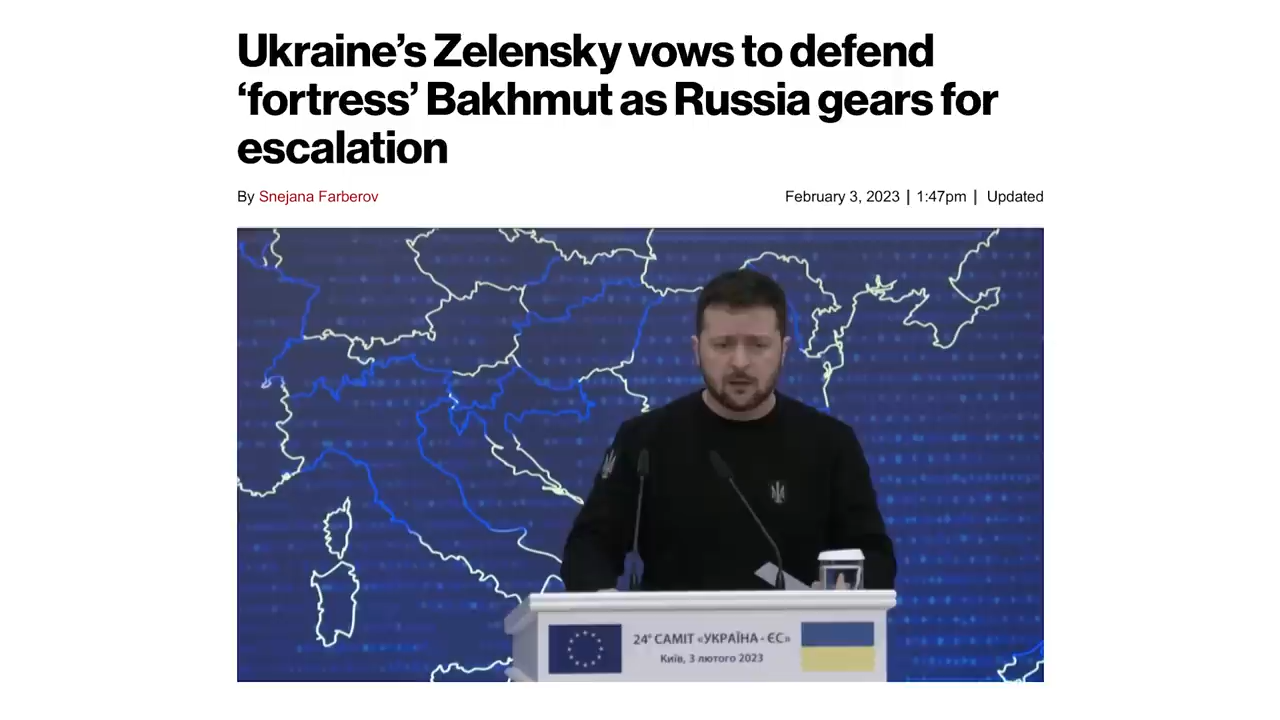 Ukraine’s Zelensky vows to defend
‘fortress’ Bakhmut as Russia gears for
escalation
By Snejana Farberov
February 3, 2023 | 1:47pm | Updated
24й САМІТ «УКРАЇНА - ЄС»
Київ, 3 лютого 2023